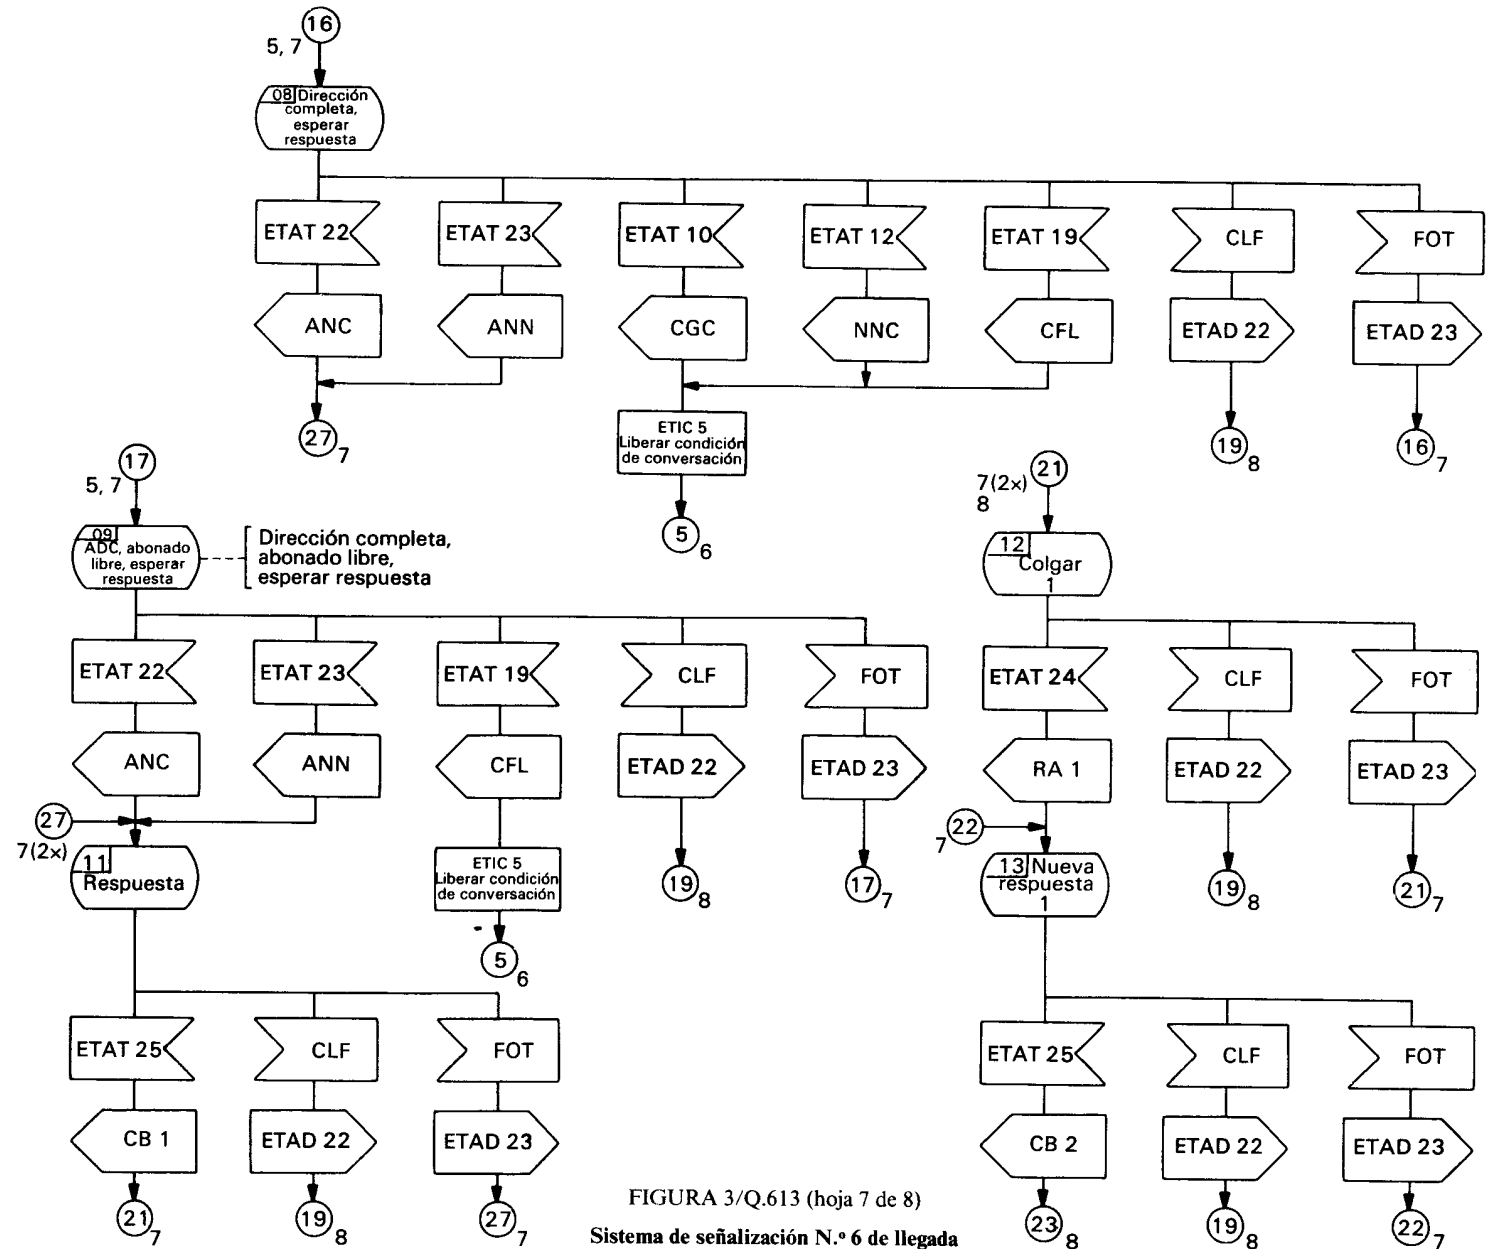 16
5, 7
08 Dirección
completa,
esperar
respuesta
ETAT 22
ETAT 23
ETAT 10
ETAT 12
ETAT 19
CLF
FOT
ANC
ANN
CGC
NNC
CFL
ETAD 22
ETAD 23
ETIC 5
Liberar condición
de conversación
27 7
5 6
19 8
16 7
17
5, 7
09
ADC, abonado
libre, esperar
respuesta
Dirección completa,
abonado libre,
esperar respuesta
ETAT 22
ETAT 23
ETAT 19
CLF
FOT
ANC
ANN
CFL
ETAD 22
ETAD 23
27
7(2×)
11
Respuesta
ETIC 5
Liberar condición
de conversación
5 6
19 8
17 7
ETAT 25
CLF
FOT
CB 1
ETAD 22
ETAD 23
21 7
19 8
27 7
21
7(2×)
8
12
Colgar
1
ETAT 24
CLF
FOT
RA 1
ETAD 22
ETAD 23
22
7
13 Nueva
respuesta
1
19 8
21 7
ETAT 25
CLF
FOT
CB 2
ETAD 22
ETAD 23
23 8
19 8
22 7
FIGURA 3/Q.613 (hoja 7 de 8)
Sistema de señalización N.º 6 de llegada